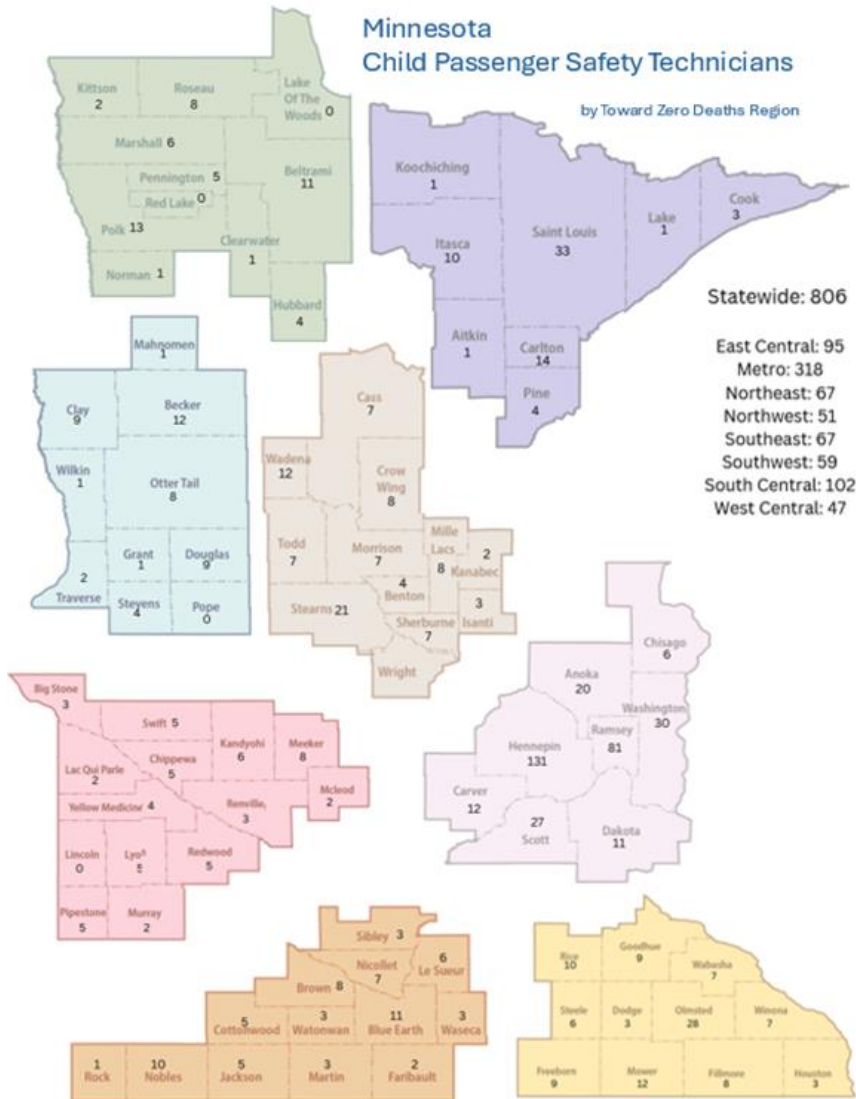 Minnesota
Child Passenger Safety Technicians
by Toward Zero Deaths Region
Kittson
2
Roseau
8
Lake
Of The
Woods 0
Marshall 6
Pennington 5
Red Lake 0
Beltrami
11
Polk 13
Clearwater
1
Norman 1
Hubbard
4
Koochiching
1
Itasca
10
Saint Louis
33
Lake
1
Cook
3
Aitkin
1
Carlton
14
Pine
4
Statewide: 806
East Central: 95
Metro: 318
Northeast: 67
Northwest: 51
Southeast: 67
Southwest: 59
South Central: 102
West Central: 47
Mahnomen
1
Clay
9
Becker
12
Wilkin
1
Otter Tail
8
Grant
1
Douglas
9
2
Traverse
Stevens
4
Pope
0
Cass
7
Wadena
12
Crow
Wing
8
Todd
7
Morrison
7
Mille
Lacs
8
2
Kanabec
4
Benton
Stearns 21
3
Isanti
Sherburne
7
Wright
Chisago
6
Anoka
20
Washington
30
Ramsey
81
Hennepin
131
Carver
12
27
Scott
Dakota
11
Big Stone
3
Swift 5
Kandyohi
6
Meeker
8
Lac Qui Parle
2
Chippewa
5
Mcleod
2
Yellow Medicine 4
Renville
3
Lincoln
0
5
Redwood
5
Pipestone
5
Murray
2
Sibley 3
Nicollet
7
6
Le Sueur
Brown 8
5
Cottonwood
3
Watonwan
11
Blue Earth
3
Waseca
1
Rock
10
Nobles
5
Jackson
3
Martin
2
Faribault
Rice
10
Goodhue
9
Wabasha
7
Steele
6
Dodge
3
Olmsted
28
Winona
7
Freeborn
9
Mower
12
Fillmore
8
Houston
3